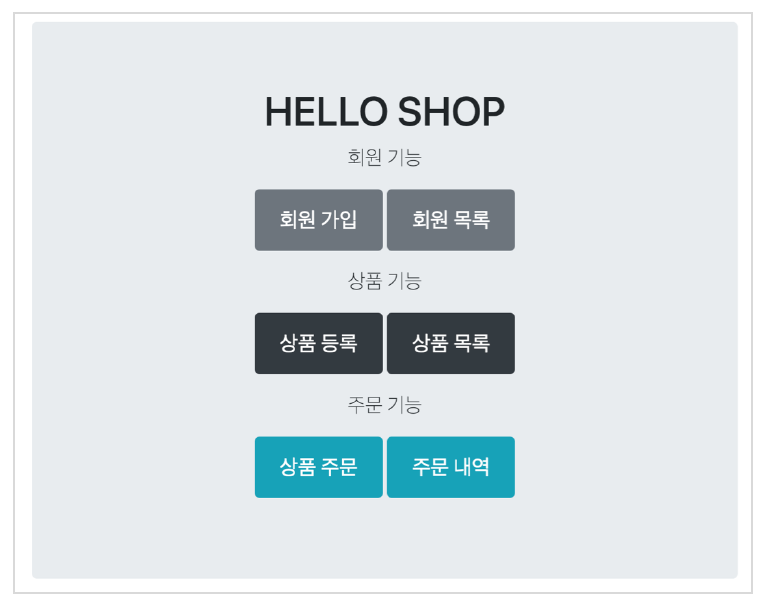 HELLO SHOP
회원 기능
회원 가입 회원 목록
상품 기능
상품 등록 상품 목록
주문 기능
상품 주문 주문 내역